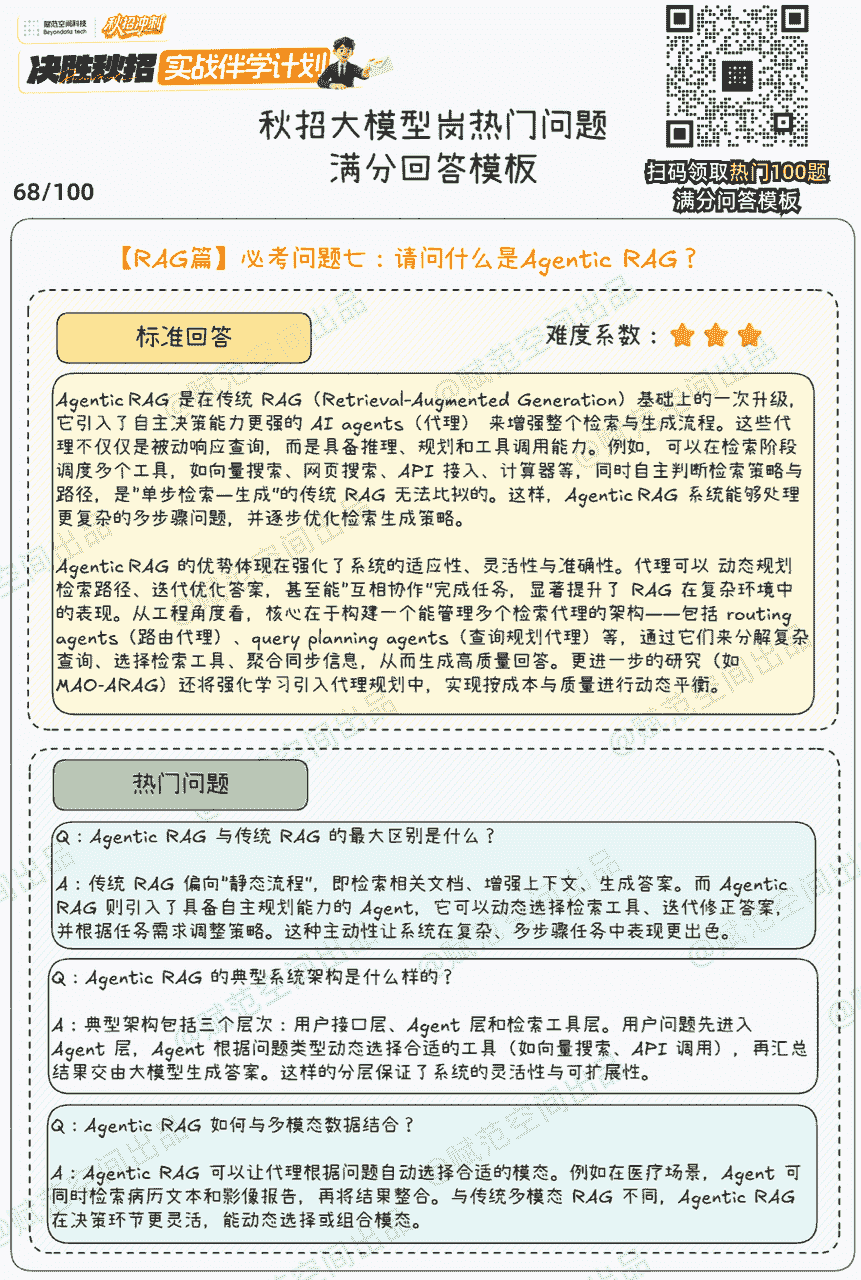 赋范空间科技
Beyondata tech
秋招冲刺
决胜秋招 实战伴学计划
秋招大模型岗热门问题
满分回答模板
扫码领取热门100题
满分问答模板
68/100
【RAG篇】必考问题七：请问什么是Agentic RAG？
标准回答
难度系数：
Agentic RAG 是在传统 RAG（Retrieval-Augmented Generation）基础上的一次升级，
它引入了自主决策能力更强的 AI agents（代理） 来增强整个检索与生成流程。这些代
理不仅仅是被动响应查询，而是具备推理、规划和工具调用能力。例如，可以在检索阶段
调度多个工具，如向量搜索、网页搜索、API 接入、计算器等，同时自主判断检索策略与
路径，是"单步检索—生成"的传统 RAG 无法比拟的。这样，Agentic RAG 系统能够处理
更复杂的多步骤问题，并逐步优化检索生成策略。
Agentic RAG 的优势体现在强化了系统的适应性、灵活性与准确性。代理可以 动态规划
检索路径、迭代优化答案，甚至能"互相协作"完成任务，显著提升了 RAG 在复杂环境中
的表现。从工程角度看，核心在于构建一个能管理多个检索代理的架构——包括 routing
agents（路由代理）、query planning agents（查询规划代理）等，通过它们来分解复杂
查询、选择检索工具、聚合同步信息，从而生成高质量回答。更进一步的研究（如
MAO-ARAG）还将强化学习引入代理规划中，实现按成本与质量进行动态平衡。
热门问题
Q：Agentic RAG 与传统 RAG 的最大区别是什么？
A：传统 RAG 偏向"静态流程"，即检索相关文档、增强上下文、生成答案。而 Agentic
RAG 则引入了具备自主规划能力的 Agent，它可以动态选择检索工具、迭代修正答案，
并根据任务需求调整策略。这种主动性让系统在复杂、多步骤任务中表现更出色。
Q：Agentic RAG 的典型系统架构是什么样的？
A：典型架构包括三个层次：用户接口层、Agent 层和检索工具层。用户问题先进入
Agent 层，Agent 根据问题类型动态选择合适的工具（如向量搜索、API 调用），再汇总
结果交由大模型生成答案。这样的分层保证了系统的灵活性与可扩展性。
Q：Agentic RAG 如何与多模态数据结合？
A：Agentic RAG 可以让代理根据问题自动选择合适的模态。例如在医疗场景，Agent 可
同时检索病历文本和影像报告，再将结果整合。与传统多模态 RAG 不同，Agentic RAG
在决策环节更灵活，能动态选择或组合模态。
@赋范空间出品